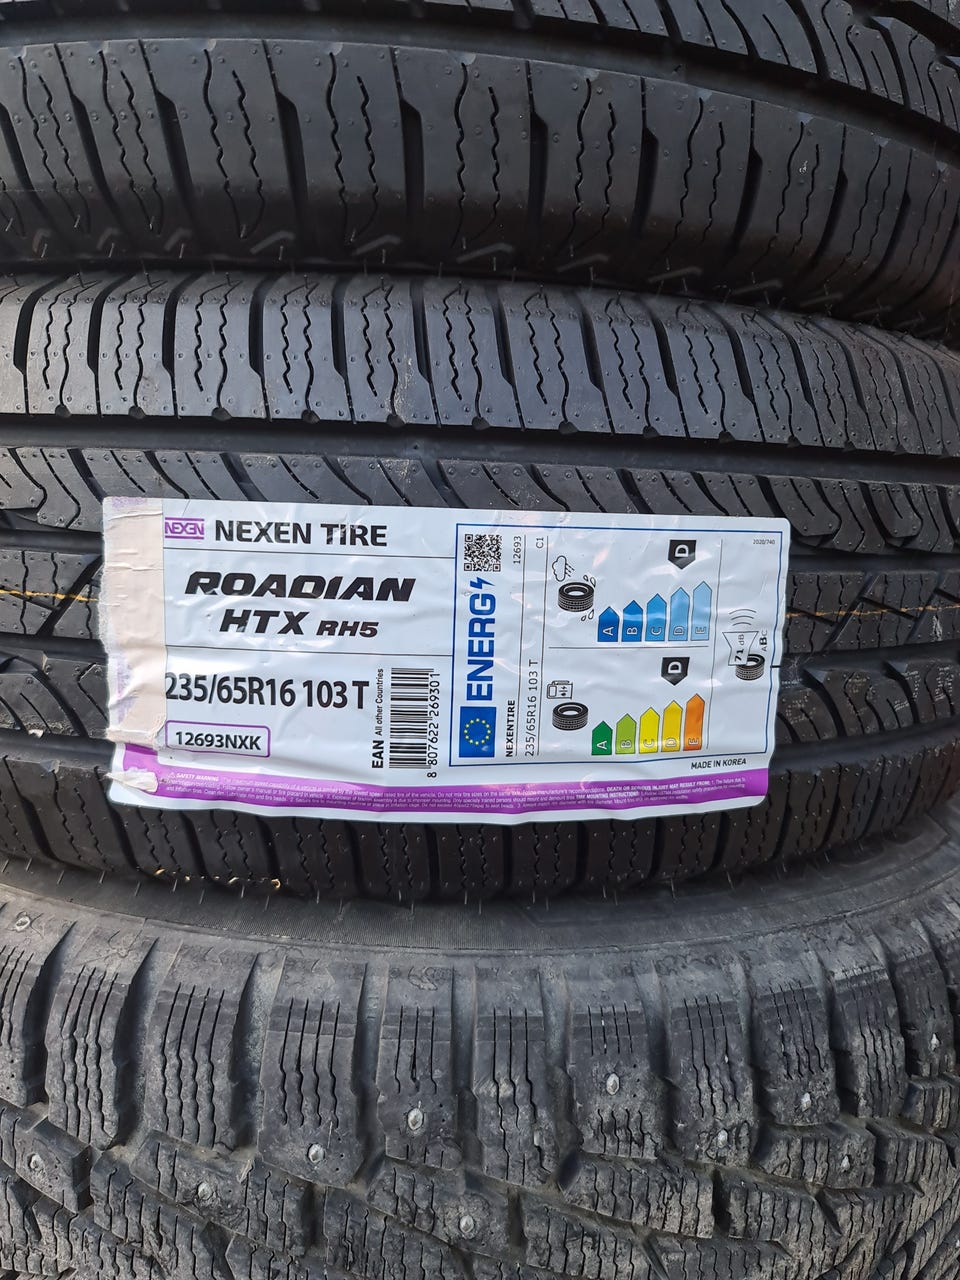 NEXEN
NEXEN TIRE
ROADIAN
HTX RH5
235/65R16 103 T
12693NXK
EAN All other Countries
8 807622 269301
ENERG
NEXENTIRE
235/65R16 103 T
12693
C1
2020/740
D
A
B
C
D
E
D
A
B
C
D
E
71 dB
ABC
MADE IN KOREA
SAFETY WARNING